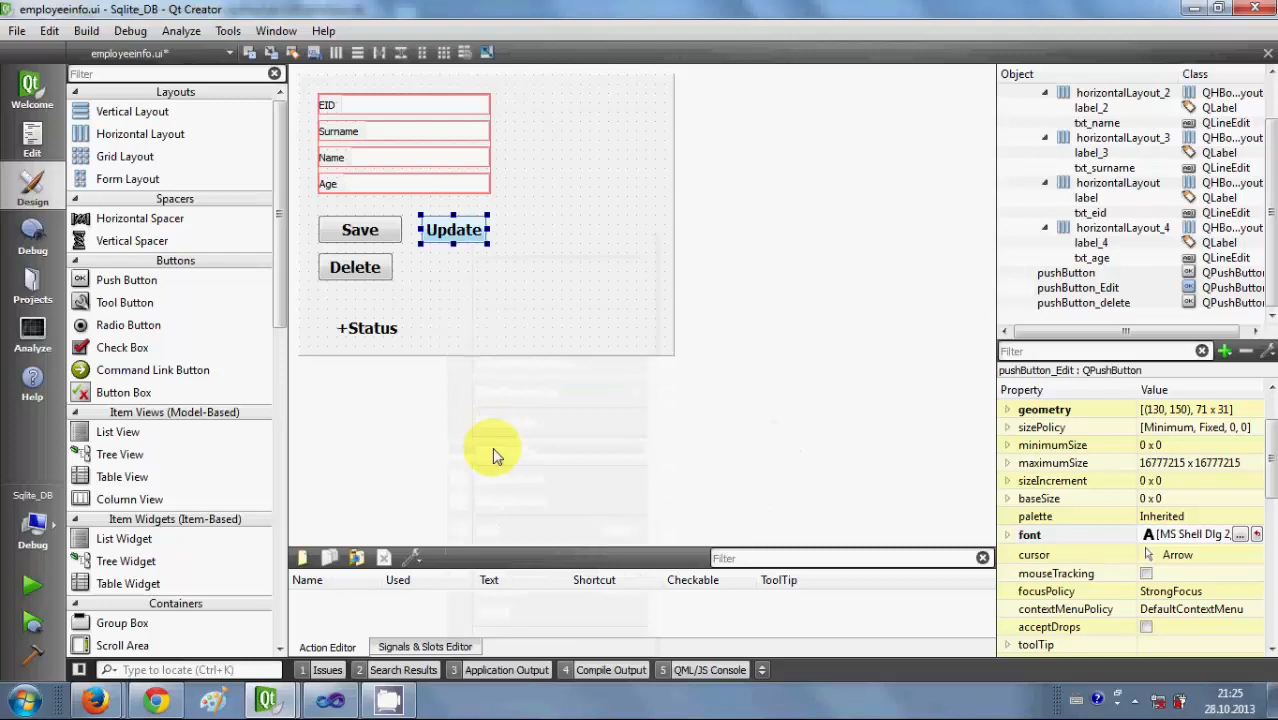 employeeinfo.ui - Sqlite_DB - Qt Creator
File Edit Build Debug Analyze Tools Window Help
employeeinfo.ui*
Welcome
Edit
Design
Debug
Projects
Analyze
Help
Sqlite_DB
Debug
Filter
Layouts
Vertical Layout
Horizontal Layout
Grid Layout
Form Layout
Spacers
Horizontal Spacer
Vertical Spacer
Buttons
Push Button
Tool Button
Radio Button
Check Box
Command Link Button
Button Box
Item Views (Model-Based)
List View
Tree View
Table View
Column View
Item Widgets (Item-Based)
List Widget
Tree Widget
Table Widget
Containers
Group Box
Scroll Area
EID
Surname
Name
Age
Save Update
Delete
+Status
Filter
Name Used Text Shortcut Checkable ToolTip
Action Editor Signals & Slots Editor
Object Class
horizontalLayout_2 QHBo...yout
label_2 QLabel
txt_name QLineEdit
horizontalLayout_3 QHBo...yout
label_3 QLabel
txt_surname QLineEdit
horizontalLayout QHBo...yout
label QLabel
txt_eid QLineEdit
horizontalLayout_4 QHBo...yout
label_4 QLabel
txt_age QLineEdit
pushButton QPushButto
pushButton_Edit QPushButto
pushButton_delete QPushButto
Filter
pushButton_Edit : QPushButton
Property Value
geometry [(130, 150), 71 x 31]
sizePolicy [Minimum, Fixed, 0, 0]
minimumSize 0 x 0
maximumSize 16777215 x 16777215
sizeIncrement 0 x 0
baseSize 0 x 0
palette Inherited
font A [MS Shell Dlg 2, ...
cursor Arrow
mouseTracking
focusPolicy StrongFocus
contextMenuPolicy DefaultContextMenu
acceptDrops
toolTip
Type to locate (Ctrl+K) 1 Issues 2 Search Results 3 Application Output 4 Compile Output 5 QML/JS Console
21:25
28.10.2013